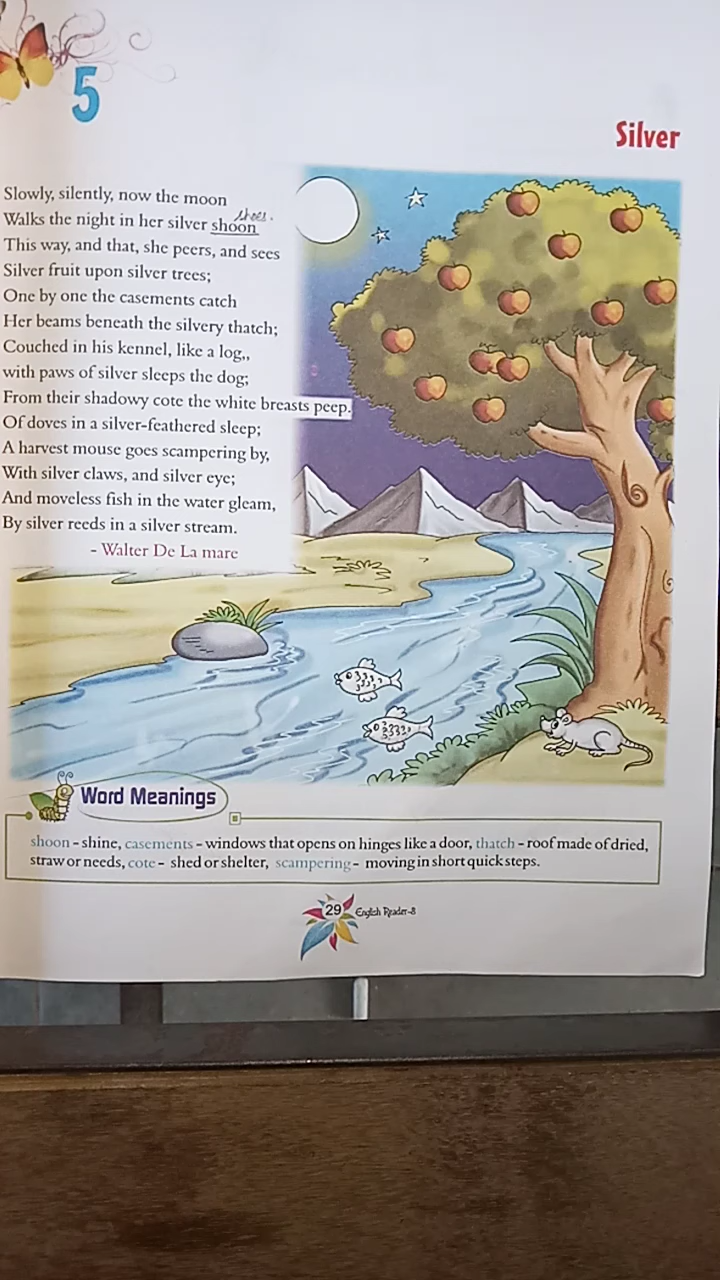 5
Silver
Slowly, silently, now the moon
shoes.
Walks the night in her silver shoon
This way, and that, she peers, and sees
Silver fruit upon silver trees;
One by one the casements catch
Her beams beneath the silvery thatch;
Couched in his kennel, like a log,,
with paws of silver sleeps the dog;
From their shadowy cote the white breasts peep.
Of doves in a silver-feathered sleep;
A harvest mouse goes scampering by,
With silver claws, and silver eye;
And moveless fish in the water gleam,
By silver reeds in a silver stream.
- Walter De La mare
Word Meanings
shoon – shine, casements – windows that opens on hinges like a door, thatch – roof made of dried,
straw or needs, cote – shed or shelter, scampering – moving in short quick steps.
29 English Reader-8